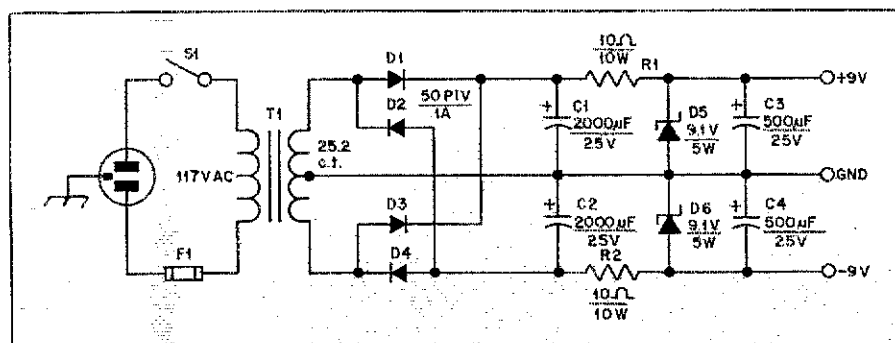 S1
117VAC
F1
T1
25.2
c.t.
D1
50PIV
1A
D2
D3
D4
10Ω
10W
R1
C1
2000µF
25V
D5
9.1V
5W
C3
500µF
25V
C2
2000µF
25V
R2
10Ω
10W
D6
9.1V
5W
C4
500µF
25V
+9V
GND
-9V